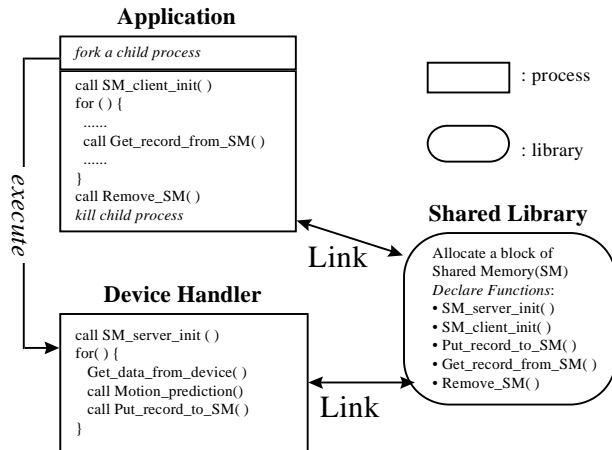 Application
fork a child process
call SM_client_init( )
for ( ) {
......
call Get_record_from_SM( )
......
}
call Remove_SM( )
kill child process
execute
: process
: library
Link
Shared Library
Allocate a block of
Shared Memory(SM)
Declare Functions:
• SM_server_init( )
• SM_client_init( )
• Put_record_to_SM( )
• Get_record_from_SM( )
• Remove_SM( )
Device Handler
call SM_server_init ( )
for( ) {
Get_data_from_device( )
call Motion_prediction()
call Put_record_to_SM( )
}
Link